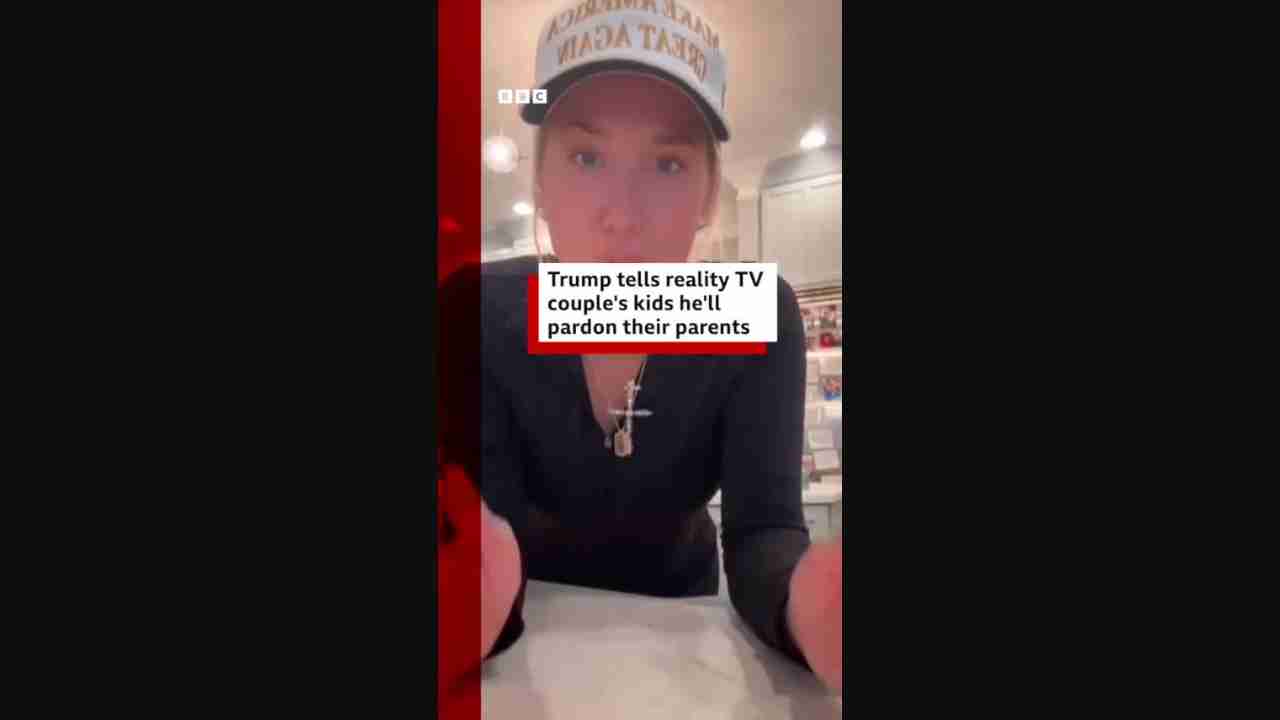 MAKE AMERICA
GREAT AGAIN
BBC
Trump tells reality TV
couple's kids he'll
pardon their parents